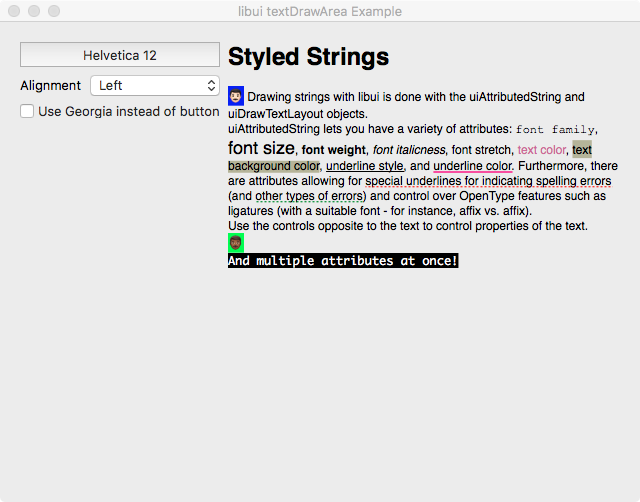 libui textDrawArea Example
Helvetica 12
Alignment Left
Use Georgia instead of button
Styled Strings
Drawing strings with libui is done with the uiAttributedString and
uiDrawTextLayout objects.
uiAttributedString lets you have a variety of attributes: font family,
font size, font weight, font italicness, font stretch, text color, text
background color, underline style, and underline color. Furthermore, there
are attributes allowing for special underlines for indicating spelling errors
(and other types of errors) and control over OpenType features such as
ligatures (with a suitable font - for instance, affix vs. affix).
Use the controls opposite to the text to control properties of the text.
And multiple attributes at once!